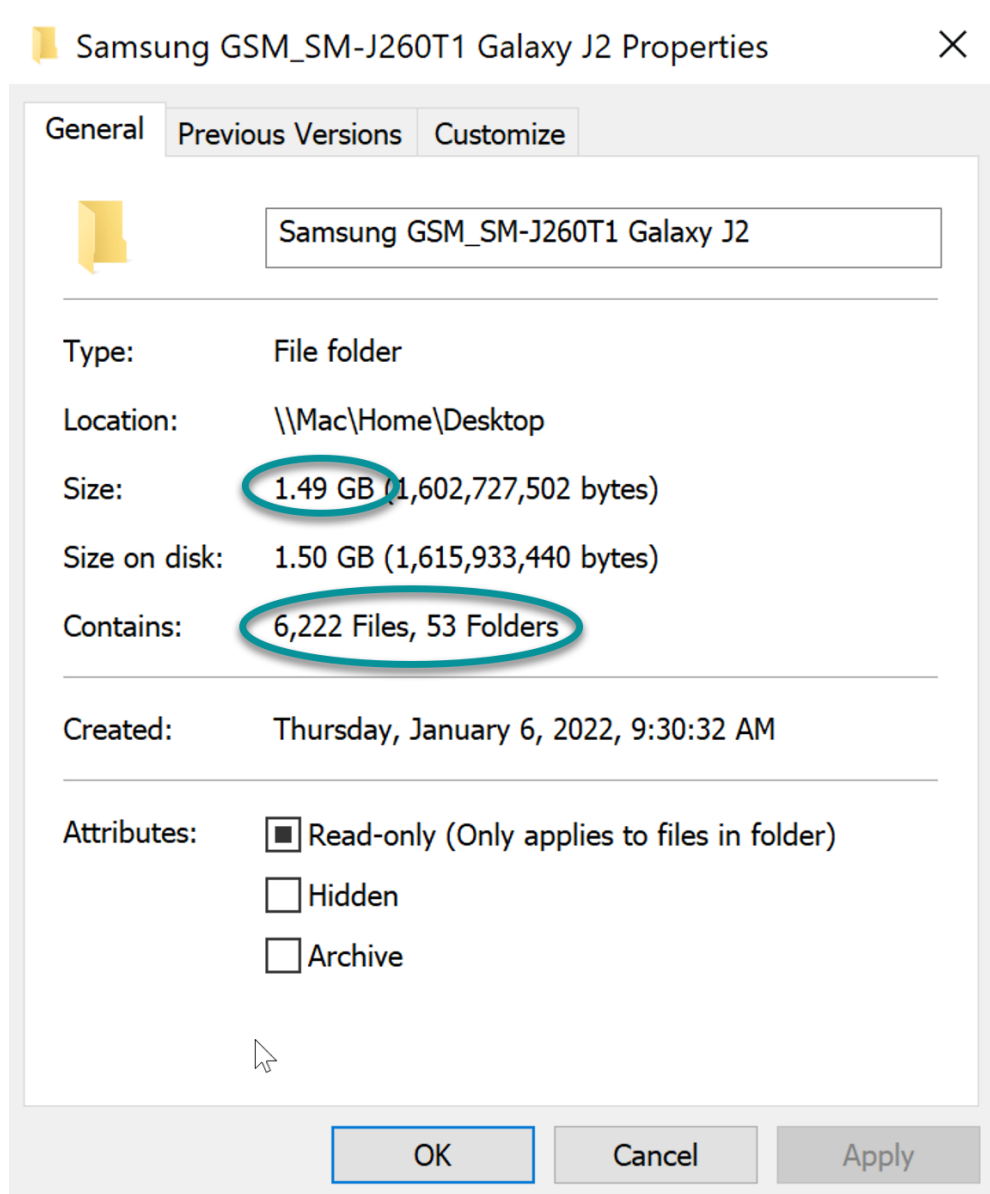 Samsung GSM_SM-J260T1 Galaxy J2 Properties
General Previous Versions Customize
Samsung GSM_SM-J260T1 Galaxy J2
Type: File folder
Location: \\Mac\Home\Desktop
Size: 1.49 GB (1,602,727,502 bytes)
Size on disk: 1.50 GB (1,615,933,440 bytes)
Contains: 6,222 Files, 53 Folders
Created: Thursday, January 6, 2022, 9:30:32 AM
Attributes: Read-only (Only applies to files in folder)
Hidden
Archive
OK Cancel Apply